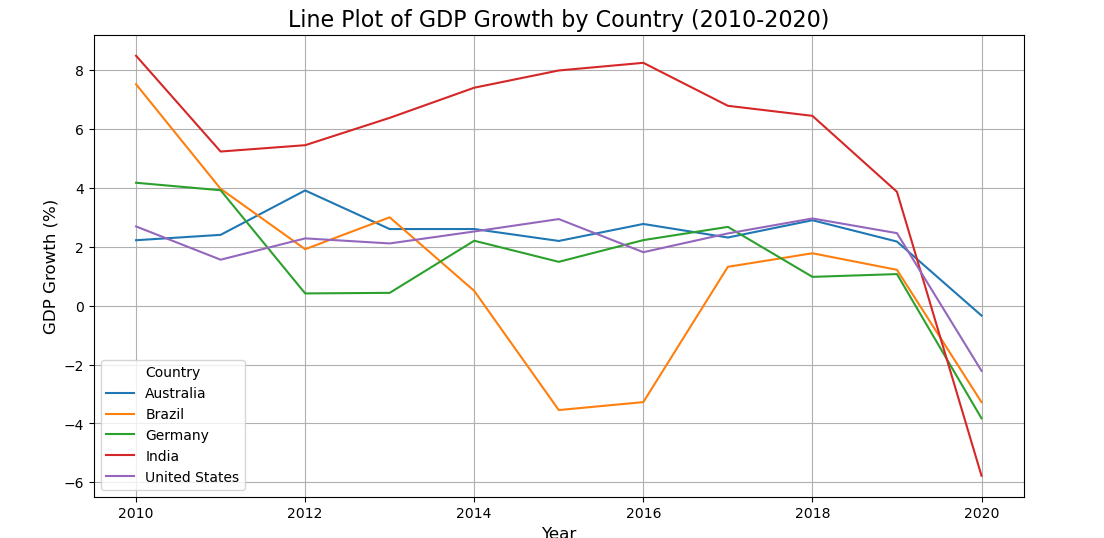 Line Plot of GDP Growth by Country (2010-2020)
GDP Growth (%)
8
6
4
2
0
−2
−4
−6
Country
Australia
Brazil
Germany
India
United States
2010 2012 2014 2016 2018 2020
Year